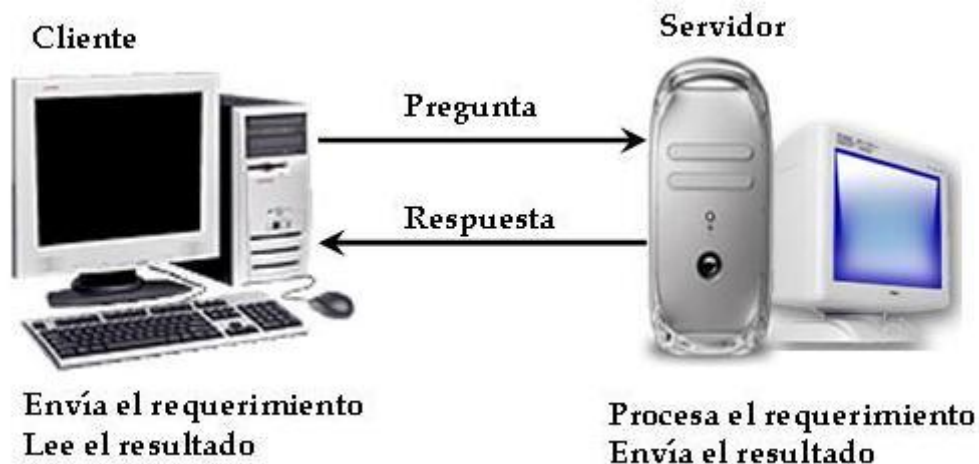 Cliente
Servidor
Pregunta
Respuesta
Envía el requerimiento
Lee el resultado
Procesa el requerimiento
Envía el resultado